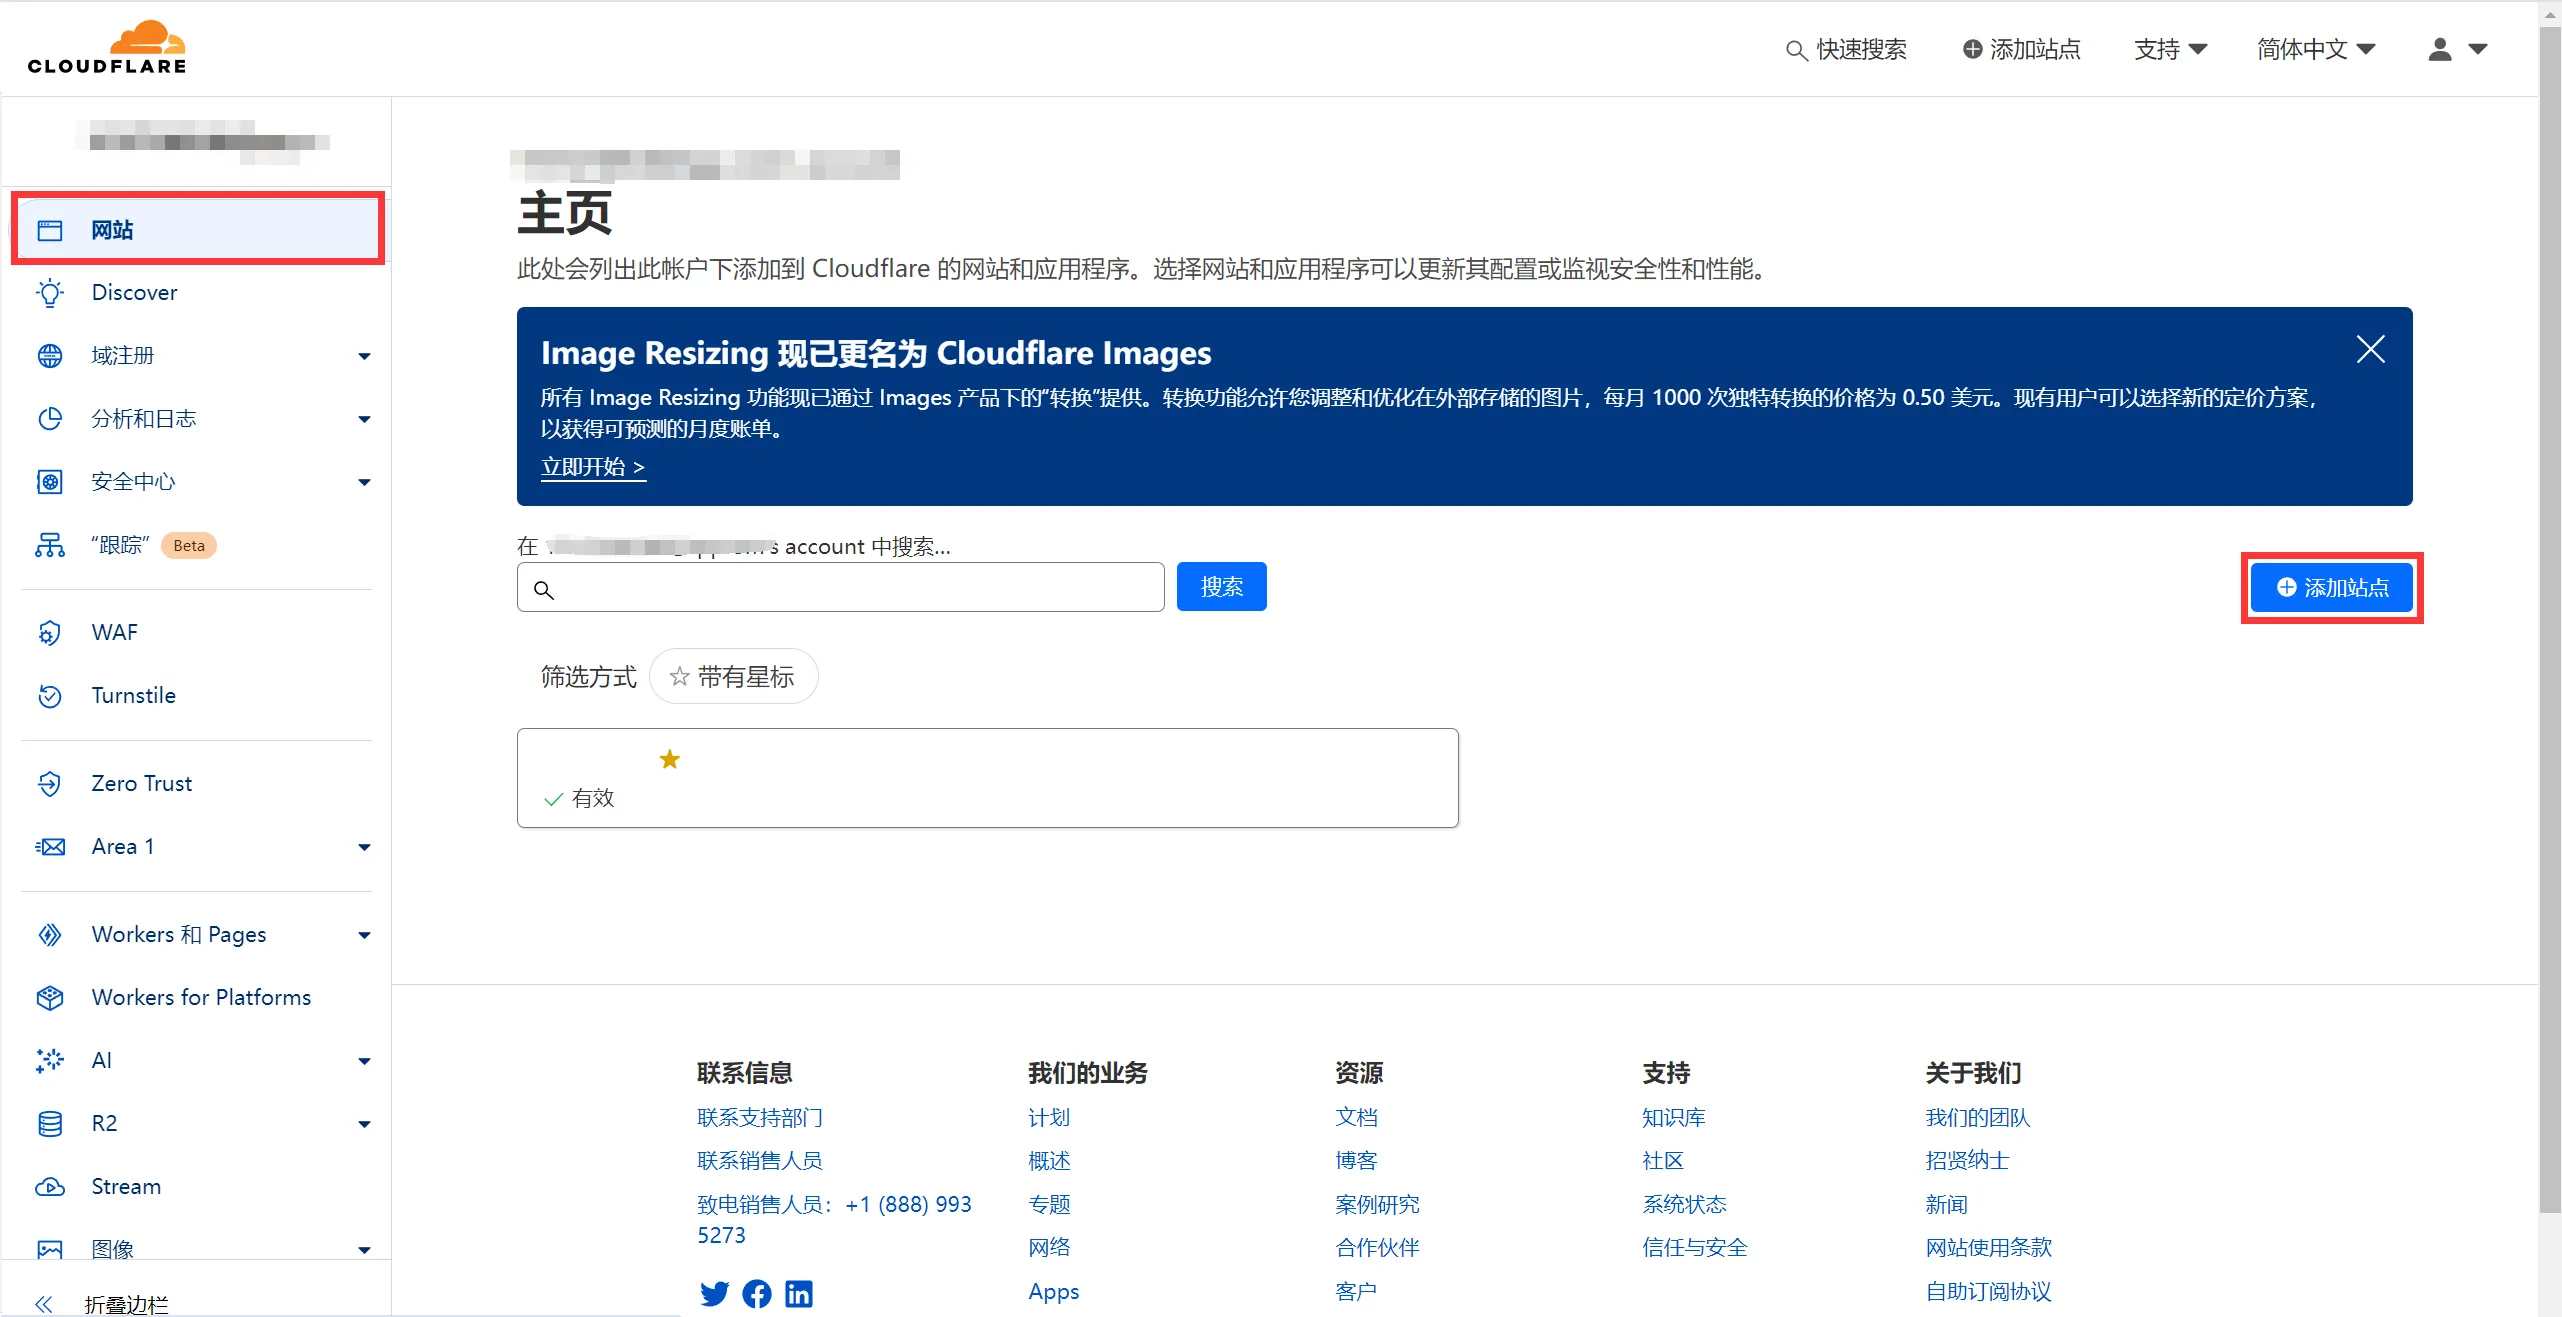 CLOUDFLARE
快速搜索
添加站点
支持
简体中文
网站
Discover
域注册
分析和日志
安全中心
“跟踪” Beta
WAF
Turnstile
Zero Trust
Area 1
Workers 和 Pages
Workers for Platforms
AI
R2
Stream
图像
折叠边栏
主页
此处会列出此帐户下添加到 Cloudflare 的网站和应用程序。选择网站和应用程序可以更新其配置或监视安全性和性能。
Image Resizing 现已更名为 Cloudflare Images
所有 Image Resizing 功能现已通过 Images 产品下的“转换”提供。转换功能允许您调整和优化在外部存储的图片，每月 1000 次独特转换的价格为 0.50 美元。现有用户可以选择新的定价方案，
以获得可预测的月度账单。
立即开始 >
在 account 中搜索...
搜索
添加站点
筛选方式
带有星标
有效
联系信息
联系支持部门
联系销售人员
致电销售人员：+1 (888) 993
5273
我们的业务
计划
概述
专题
网络
Apps
资源
文档
博客
案例研究
合作伙伴
客户
支持
知识库
社区
系统状态
信任与安全
关于我们
我们的团队
招贤纳士
新闻
网站使用条款
自助订阅协议